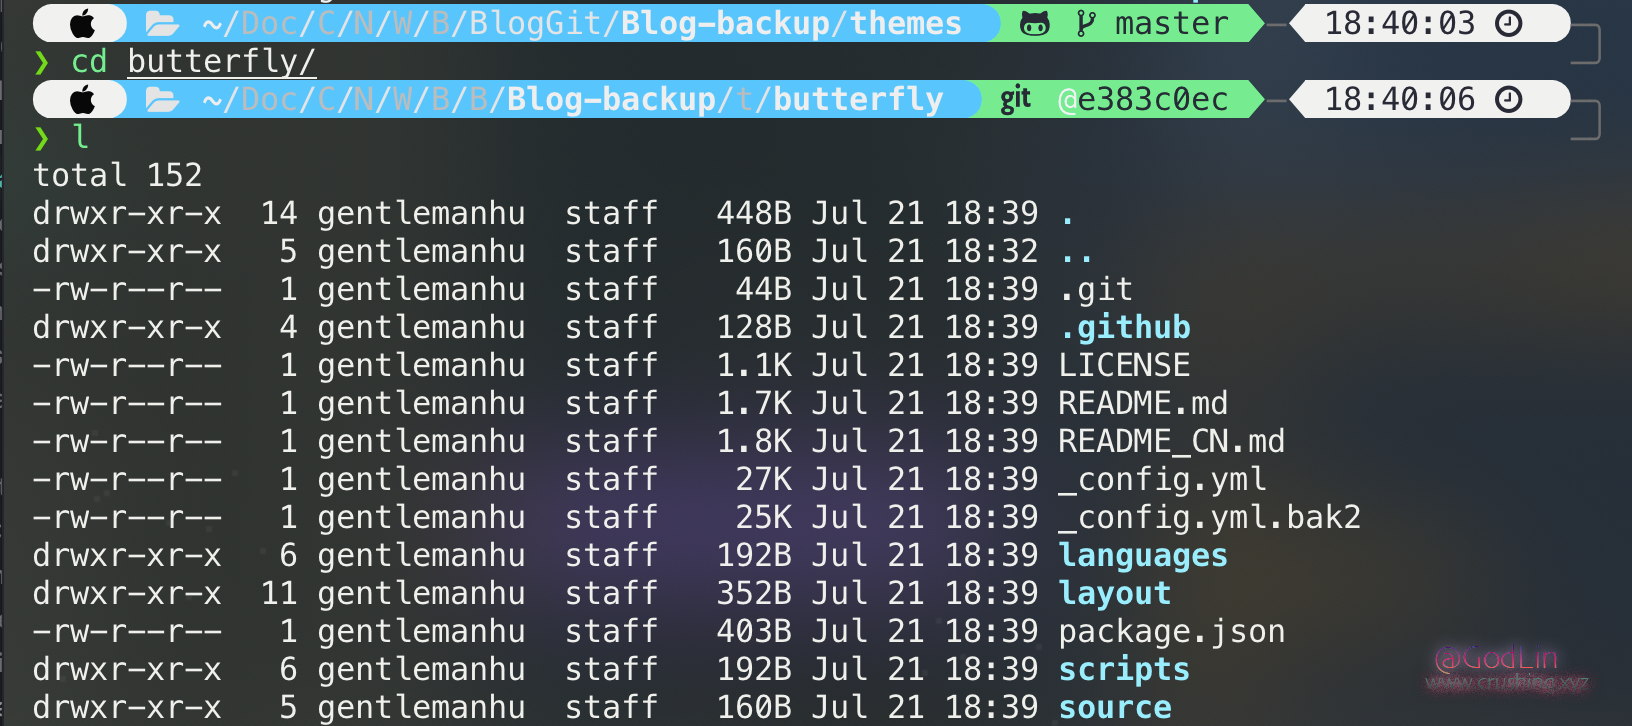 ~/Doc/C/N/W/B/BlogGit/Blog-backup/themes master 18:40:03
❯ cd butterfly/
~/Doc/C/N/W/B/B/Blog-backup/t/butterfly git @e383c0ec 18:40:06
❯ l
total 152
drwxr-xr-x 14 gentlemanhu staff 448B Jul 21 18:39 .
drwxr-xr-x 5 gentlemanhu staff 160B Jul 21 18:32 ..
-rw-r--r-- 1 gentlemanhu staff 44B Jul 21 18:39 .git
drwxr-xr-x 4 gentlemanhu staff 128B Jul 21 18:39 .github
-rw-r--r-- 1 gentlemanhu staff 1.1K Jul 21 18:39 LICENSE
-rw-r--r-- 1 gentlemanhu staff 1.7K Jul 21 18:39 README.md
-rw-r--r-- 1 gentlemanhu staff 1.8K Jul 21 18:39 README_CN.md
-rw-r--r-- 1 gentlemanhu staff 27K Jul 21 18:39 _config.yml
-rw-r--r-- 1 gentlemanhu staff 25K Jul 21 18:39 _config.yml.bak2
drwxr-xr-x 6 gentlemanhu staff 192B Jul 21 18:39 languages
drwxr-xr-x 11 gentlemanhu staff 352B Jul 21 18:39 layout
-rw-r--r-- 1 gentlemanhu staff 403B Jul 21 18:39 package.json
drwxr-xr-x 6 gentlemanhu staff 192B Jul 21 18:39 scripts
drwxr-xr-x 5 gentlemanhu staff 160B Jul 21 18:39 source
@GodLin
www.crushing.xyz